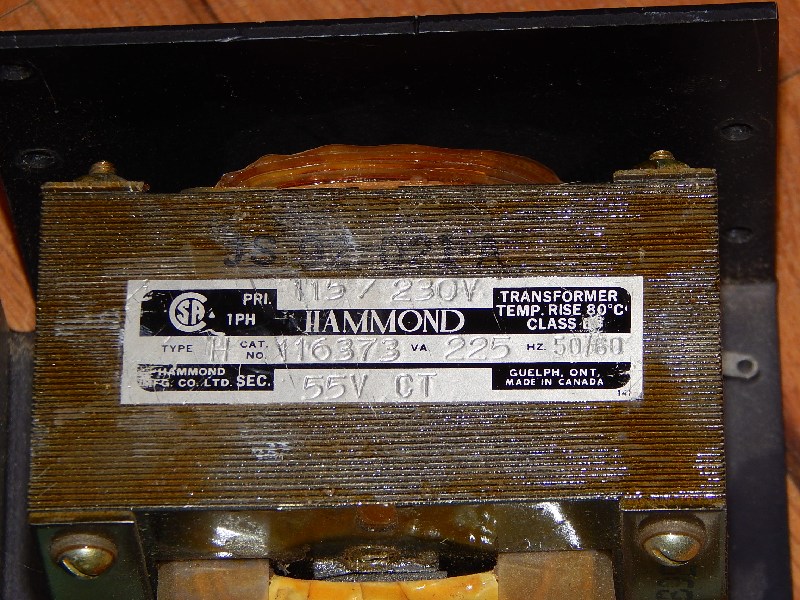 PRI. 115 / 230V TRANSFORMER
TEMP. RISE 80°C
1PH HAMMOND CLASS
TYPE H CAT. NO. 116373 VA 225 HZ. 50/60
HAMMOND MFG. CO. LTD. SEC. 55V CT GUELPH, ONT,
MADE IN CANADA